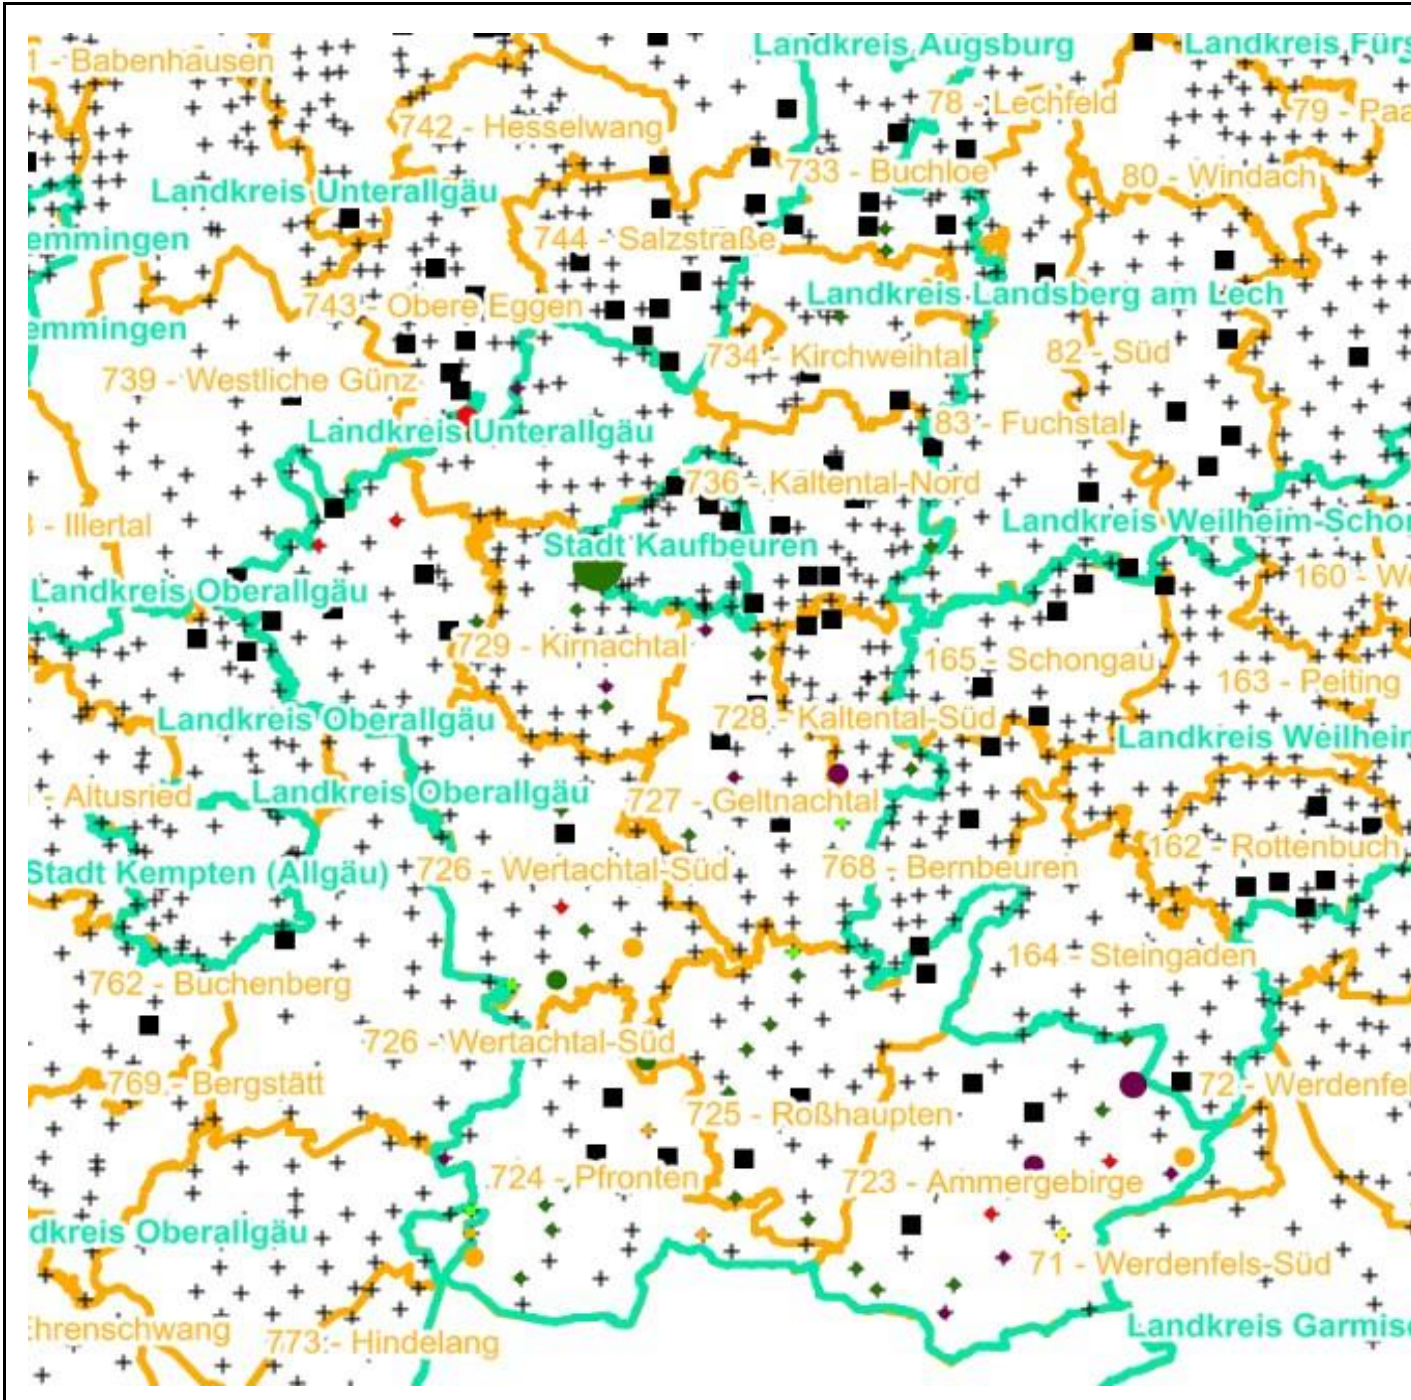 Landkreis Augsburg
Landkreis Fürs
1 - Babenhausen
78 - Lechfeld
79 - Paa
742 - Hesselwang
733 - Buchloe
80 - Windach
Landkreis Unterallgäu
emmingen
744 - Salzstraße
Landkreis Landsberg am Lech
743 - Obere Eggen
emmingen
734 - Kirchweihtal
82 - Süd
739 - Westliche Günz
83 - Fuchstal
Landkreis Unterallgäu
736 - Kaltental-Nord
Landkreis Weilheim-Schon
- Illertal
Stadt Kaufbeuren
160 - We
Landkreis Oberallgäu
729 - Kirnachtal
165 - Schongau
163 - Peiting
Landkreis Oberallgäu
728 - Kaltental-Süd
Landkreis Weilheim
Landkreis Oberallgäu
- Altusried
727 - Geltnachtal
162 - Rottenbuch
Stadt Kempten (Allgäu)
726 - Wertachtal-Süd
768 - Bernbeuren
164 - Steingaden
762 - Buchenberg
726 - Wertachtal-Süd
769 - Bergstätt
72 - Werdenfel
725 - Roßhaupten
724 - Pfronten
723 - Ammergebirge
dkreis Oberallgäu
71 - Werdenfels-Süd
Ehrenschwang
773 - Hindelang
Landkreis Garmisc